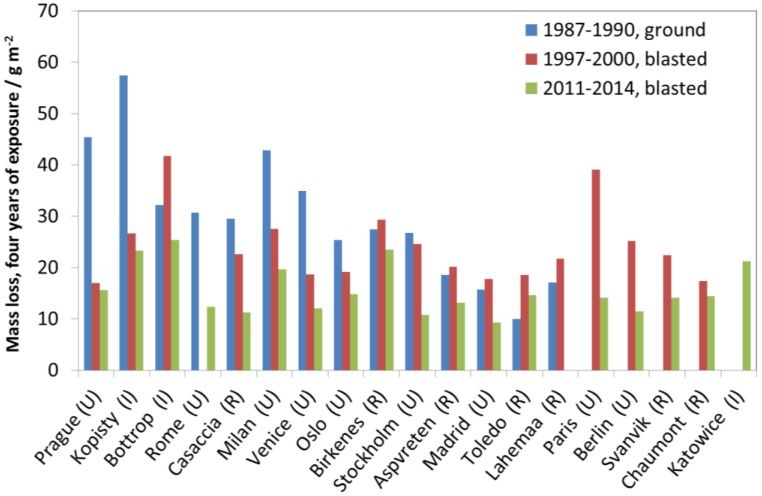 Mass loss, four years of exposure / g m⁻²
70
60
50
40
30
20
10
0
1987-1990, ground
1997-2000, blasted
2011-2014, blasted
Prague (U)
Kopisty (I)
Bottrop (I)
Rome (U)
Casaccia (R)
Milan (U)
Venice (U)
Oslo (U)
Birkenes (R)
Stockholm (U)
Aspvreten (R)
Madrid (U)
Toledo (R)
Lahemaa (R)
Paris (U)
Berlin (U)
Svanvik (R)
Chaumont (R)
Katowice (I)